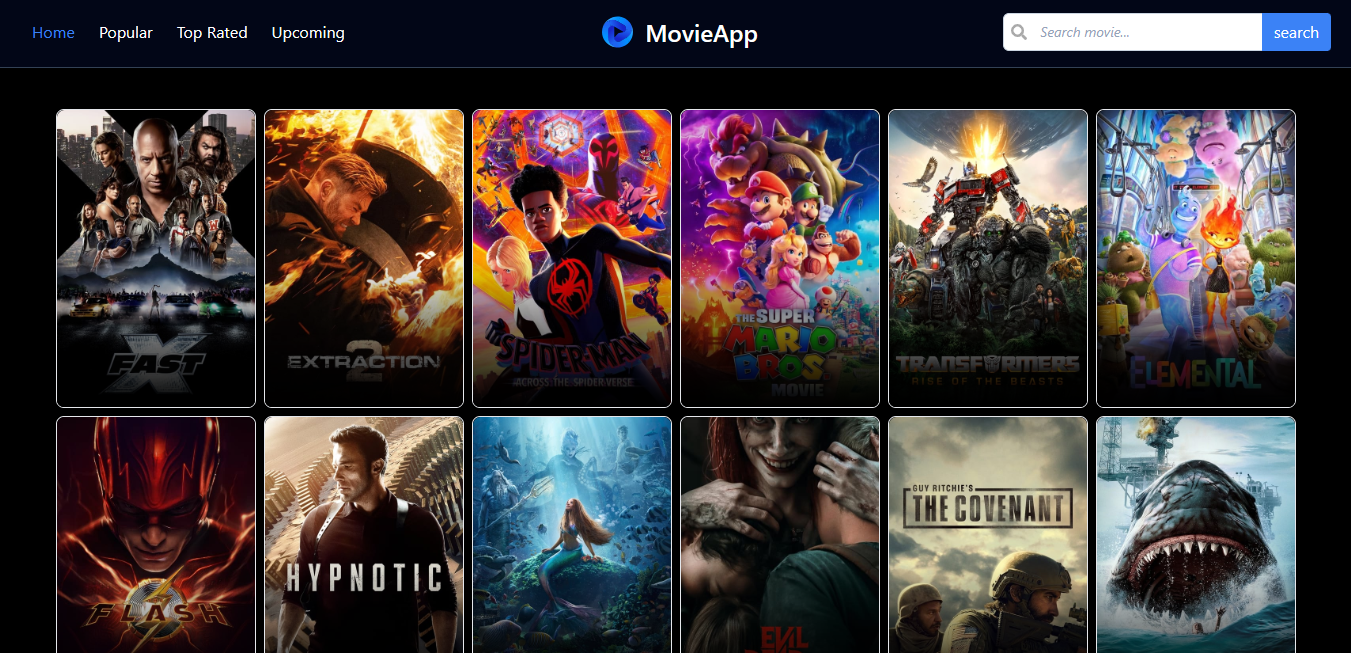 Home
Popular
Top Rated
Upcoming
MovieApp
Search movie...
search
FAST X
EXTRACTION 2
SPIDER-MAN
ACROSS THE SPIDER-VERSE
THE SUPER
MARIO
BROS.
MOVIE
TRANSFORMERS
RISE OF THE BEASTS
ELEMENTAL
FLASH
HYPNOTIC
EVIL
GUY RITCHIE'S
THE COVENANT